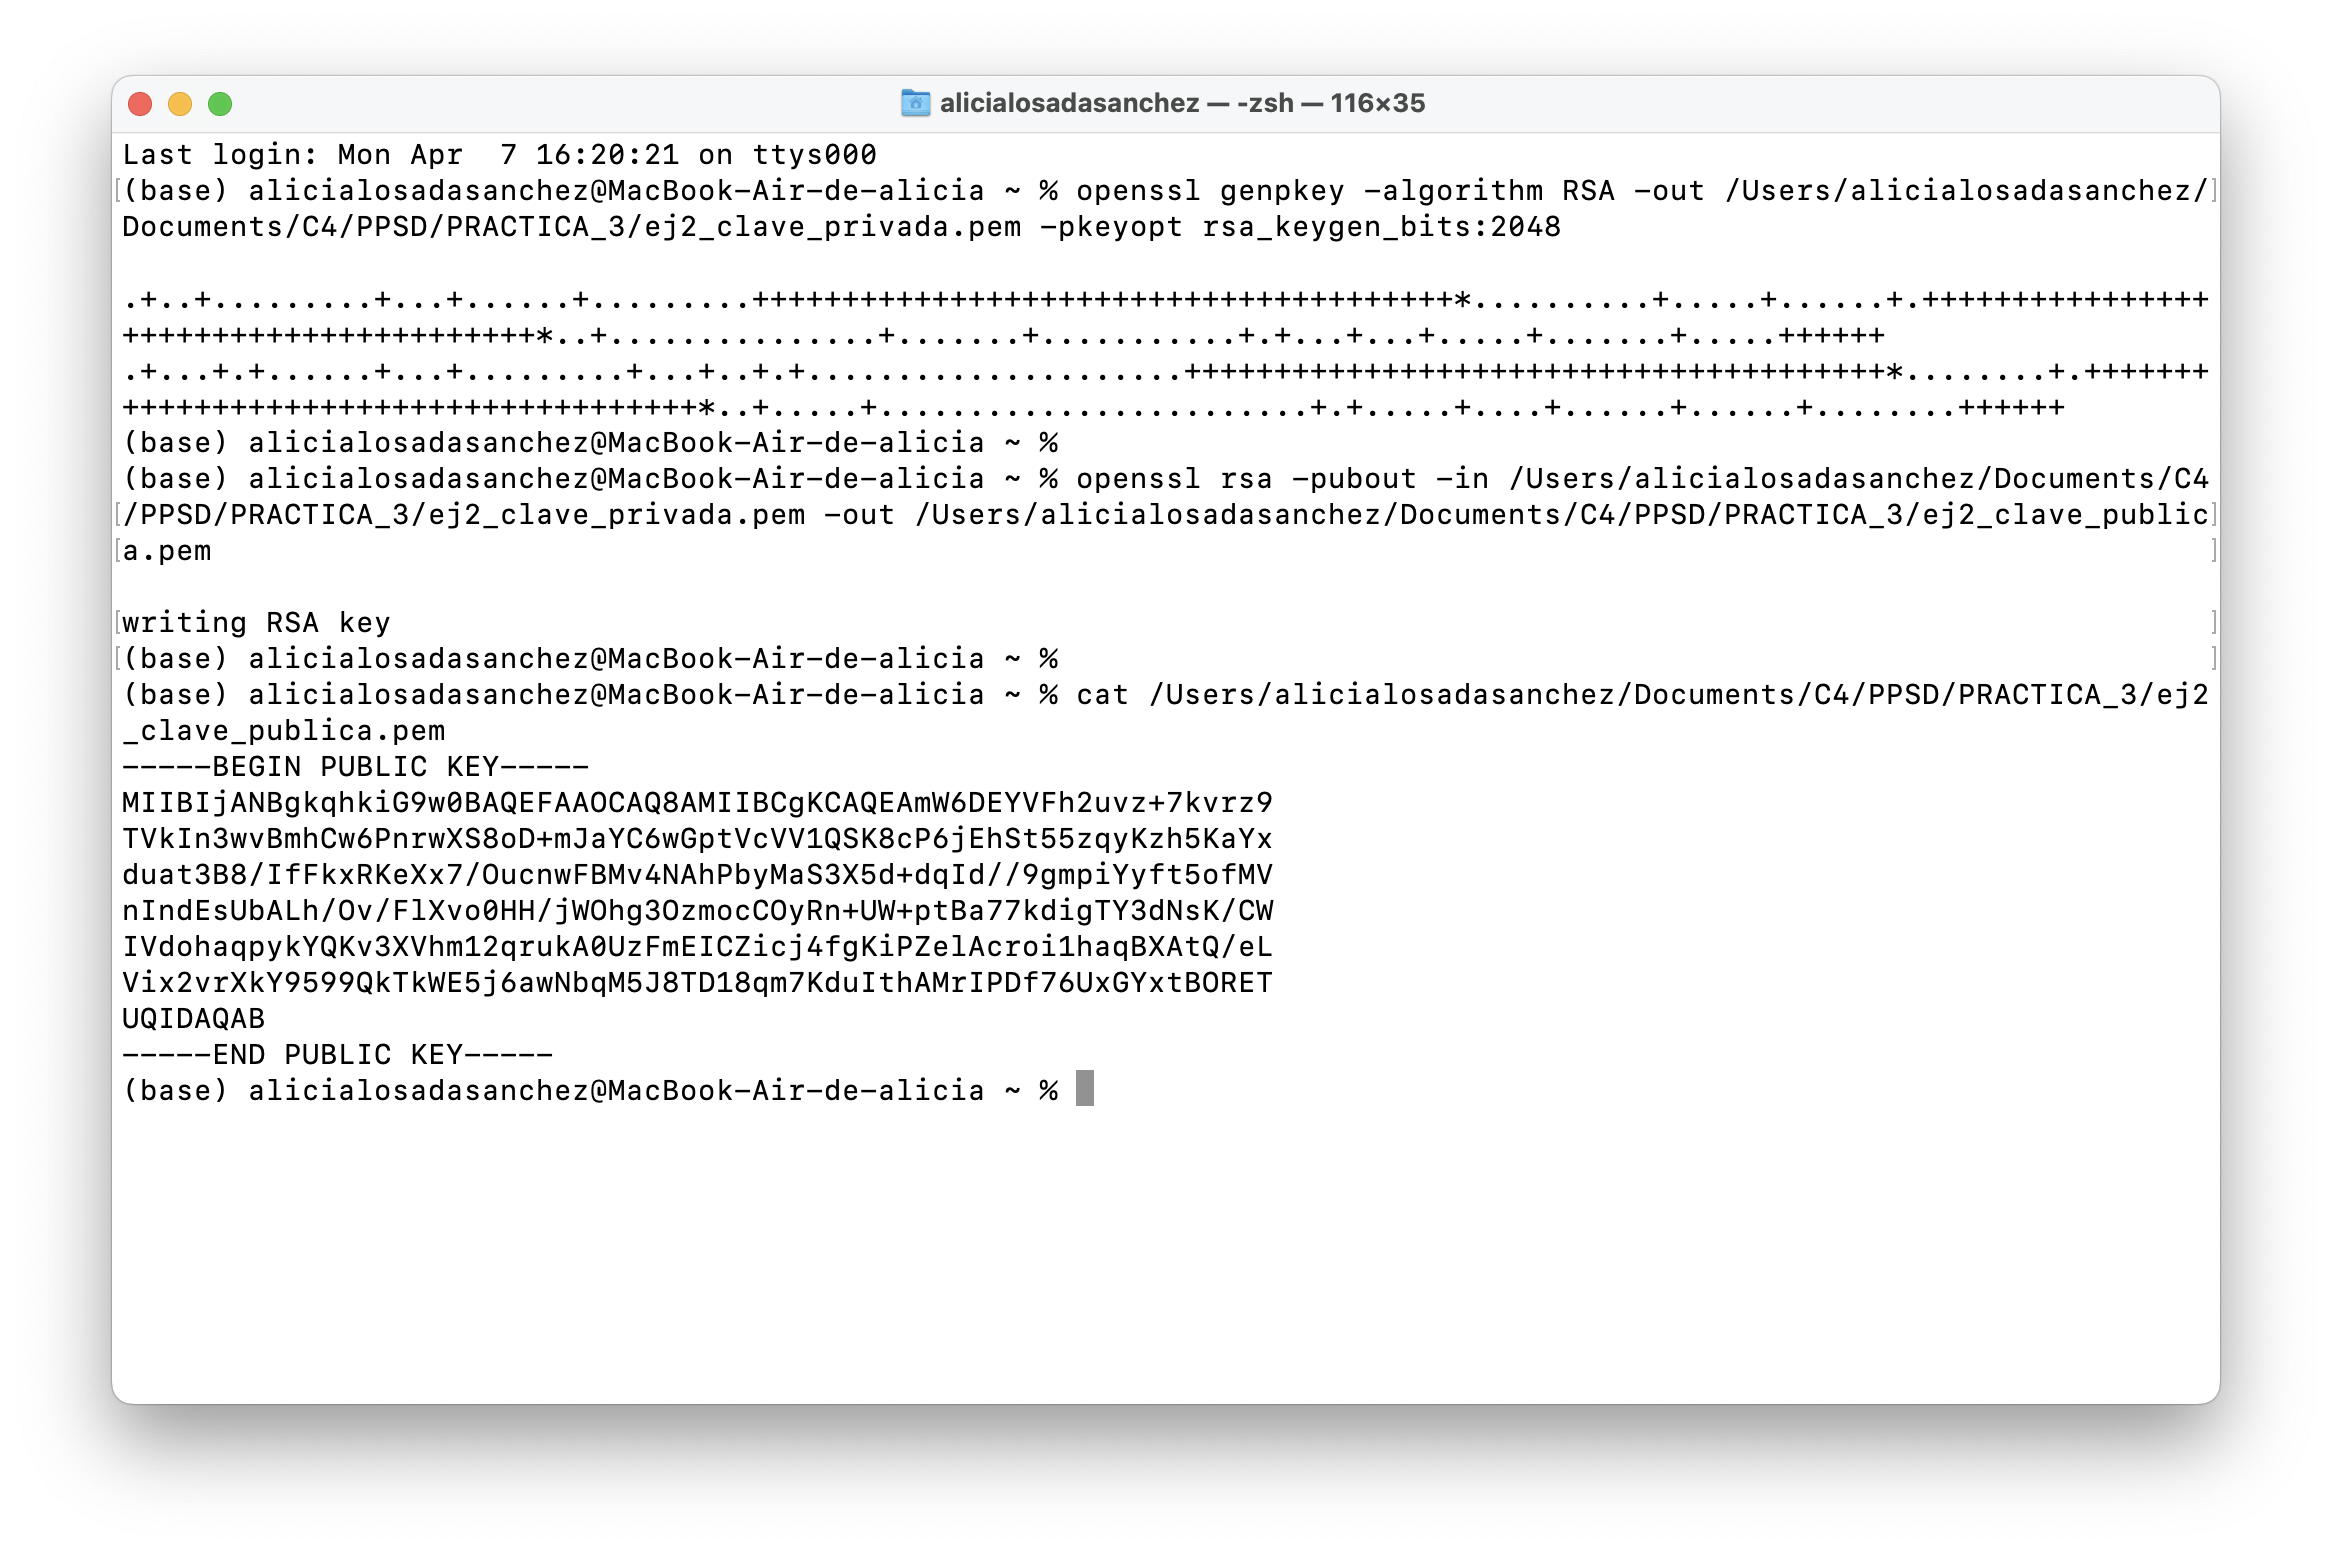 alicialosadasanchez — -zsh — 116×35
Last login: Mon Apr  7 16:20:21 on ttys000
[(base) alicialosadasanchez@MacBook-Air-de-alicia ~ % openssl genpkey -algorithm RSA -out /Users/alicialosadasanchez/]
Documents/C4/PPSD/PRACTICA_3/ej2_clave_privada.pem -pkeyopt rsa_keygen_bits:2048
.+..+.........+...+......+.........+++++++++++++++++++++++++++++++++++++++*..........+.....+......+.++++++++++++++++
+++++++++++++++++++++++*..+...............+.......+...........+.+...+...+.....+.......+.....++++++
.+...+.+......+...+.........+...+..+.+.....................+++++++++++++++++++++++++++++++++++++++*........+.+++++++
++++++++++++++++++++++++++++++++*..+.....+........................+.+.....+....+......+......+........++++++
(base) alicialosadasanchez@MacBook-Air-de-alicia ~ %
(base) alicialosadasanchez@MacBook-Air-de-alicia ~ % openssl rsa -pubout -in /Users/alicialosadasanchez/Documents/C4
[/PPSD/PRACTICA_3/ej2_clave_privada.pem -out /Users/alicialosadasanchez/Documents/C4/PPSD/PRACTICA_3/ej2_clave_public]
[a.pem ]
[writing RSA key ]
[(base) alicialosadasanchez@MacBook-Air-de-alicia ~ % ]
(base) alicialosadasanchez@MacBook-Air-de-alicia ~ % cat /Users/alicialosadasanchez/Documents/C4/PPSD/PRACTICA_3/ej2
_clave_publica.pem
-----BEGIN PUBLIC KEY-----
MIIBIjANBgkqhkiG9w0BAQEFAAOCAQ8AMIIBCgKCAQEAmW6DEYVFh2uvz+7kvrz9
TVkIn3wvBmhCw6PnrwXS8oD+mJaYC6wGptVcVV1QSK8cP6jEhSt55zqyKzh5KaYx
duat3B8/IfFkxRKeXx7/OucnwFBMv4NAhPbyMaS3X5d+dqId//9gmpiYyft5ofMV
nIndEsUbALh/Ov/FlXvo0HH/jWOhg3OzmocCOyRn+UW+ptBa77kdigTY3dNsK/CW
IVdohaqpykYQKv3XVhm12qrukA0UzFmEICZicj4fgKiPZelAcroi1haqBXAtQ/eL
Vix2vrXkY9599QkTkWE5j6awNbqM5J8TD18qm7KduIthAMrIPDf76UxGYxtBORET
UQIDAQAB
-----END PUBLIC KEY-----
(base) alicialosadasanchez@MacBook-Air-de-alicia ~ %